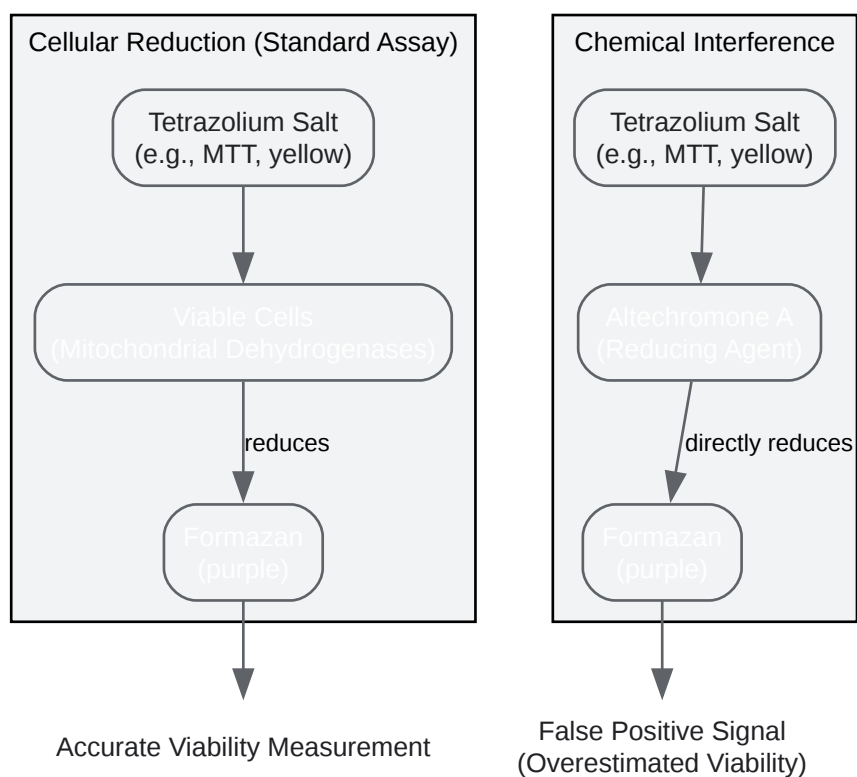 Cellular Reduction (Standard Assay)
Tetrazolium Salt
(e.g., MTT, yellow)
Viable Cells
(Mitochondrial Dehydrogenases)
reduces
Formazan
(purple)
Accurate Viability Measurement
Chemical Interference
Tetrazolium Salt
(e.g., MTT, yellow)
Altechromone A
(Reducing Agent)
directly reduces
Formazan
(purple)
False Positive Signal
(Overestimated Viability)